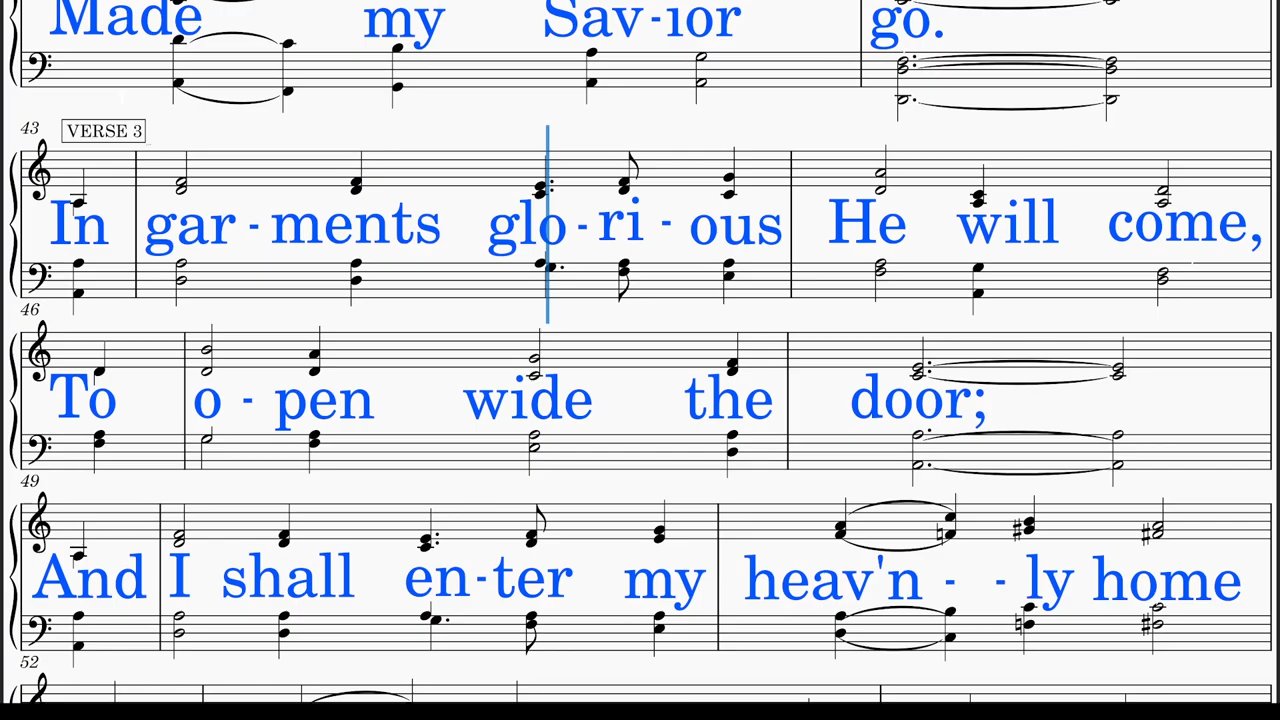 Made my Sav-ior go.
43 VERSE 3
In gar-ments glo-ri-ous He will come,
46
To o-pen wide the door;
49
And I shall en-ter my heav'n--ly home
52